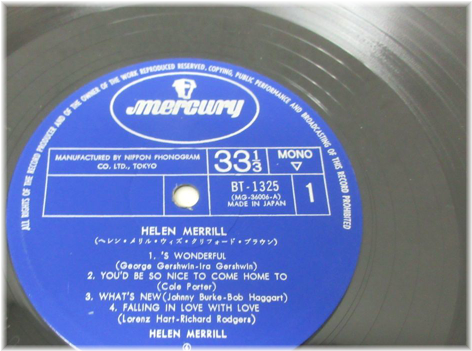 ALL RIGHTS OF THE RECORD PRODUCER AND OF THE OWNER OF THE WORK REPRODUCED RESERVED, COPYING, PUBLIC PERFORMANCE AND BROADCASTING OF THIS RECORD PROHIBITED
mercury
MANUFACTURED BY NIPPON PHONOGRAM
CO. LTD., TOKYO
33 1/3
MONO
BT-1325
(MG-36006-A)
MADE IN JAPAN
1
HELEN MERRILL
(ヘレン・メリル・ウィズ・クリフォード・ブラウン)
1. 'S WONDERFUL
(George Gershwin-Ira Gershwin)
2. YOU'D BE SO NICE TO COME HOME TO
(Cole Porter)
3. WHAT'S NEW (Johnny Burke-Bob Haggart)
4. FALLING IN LOVE WITH LOVE
(Lorenz Hart-Richard Rodgers)
HELEN MERRILL